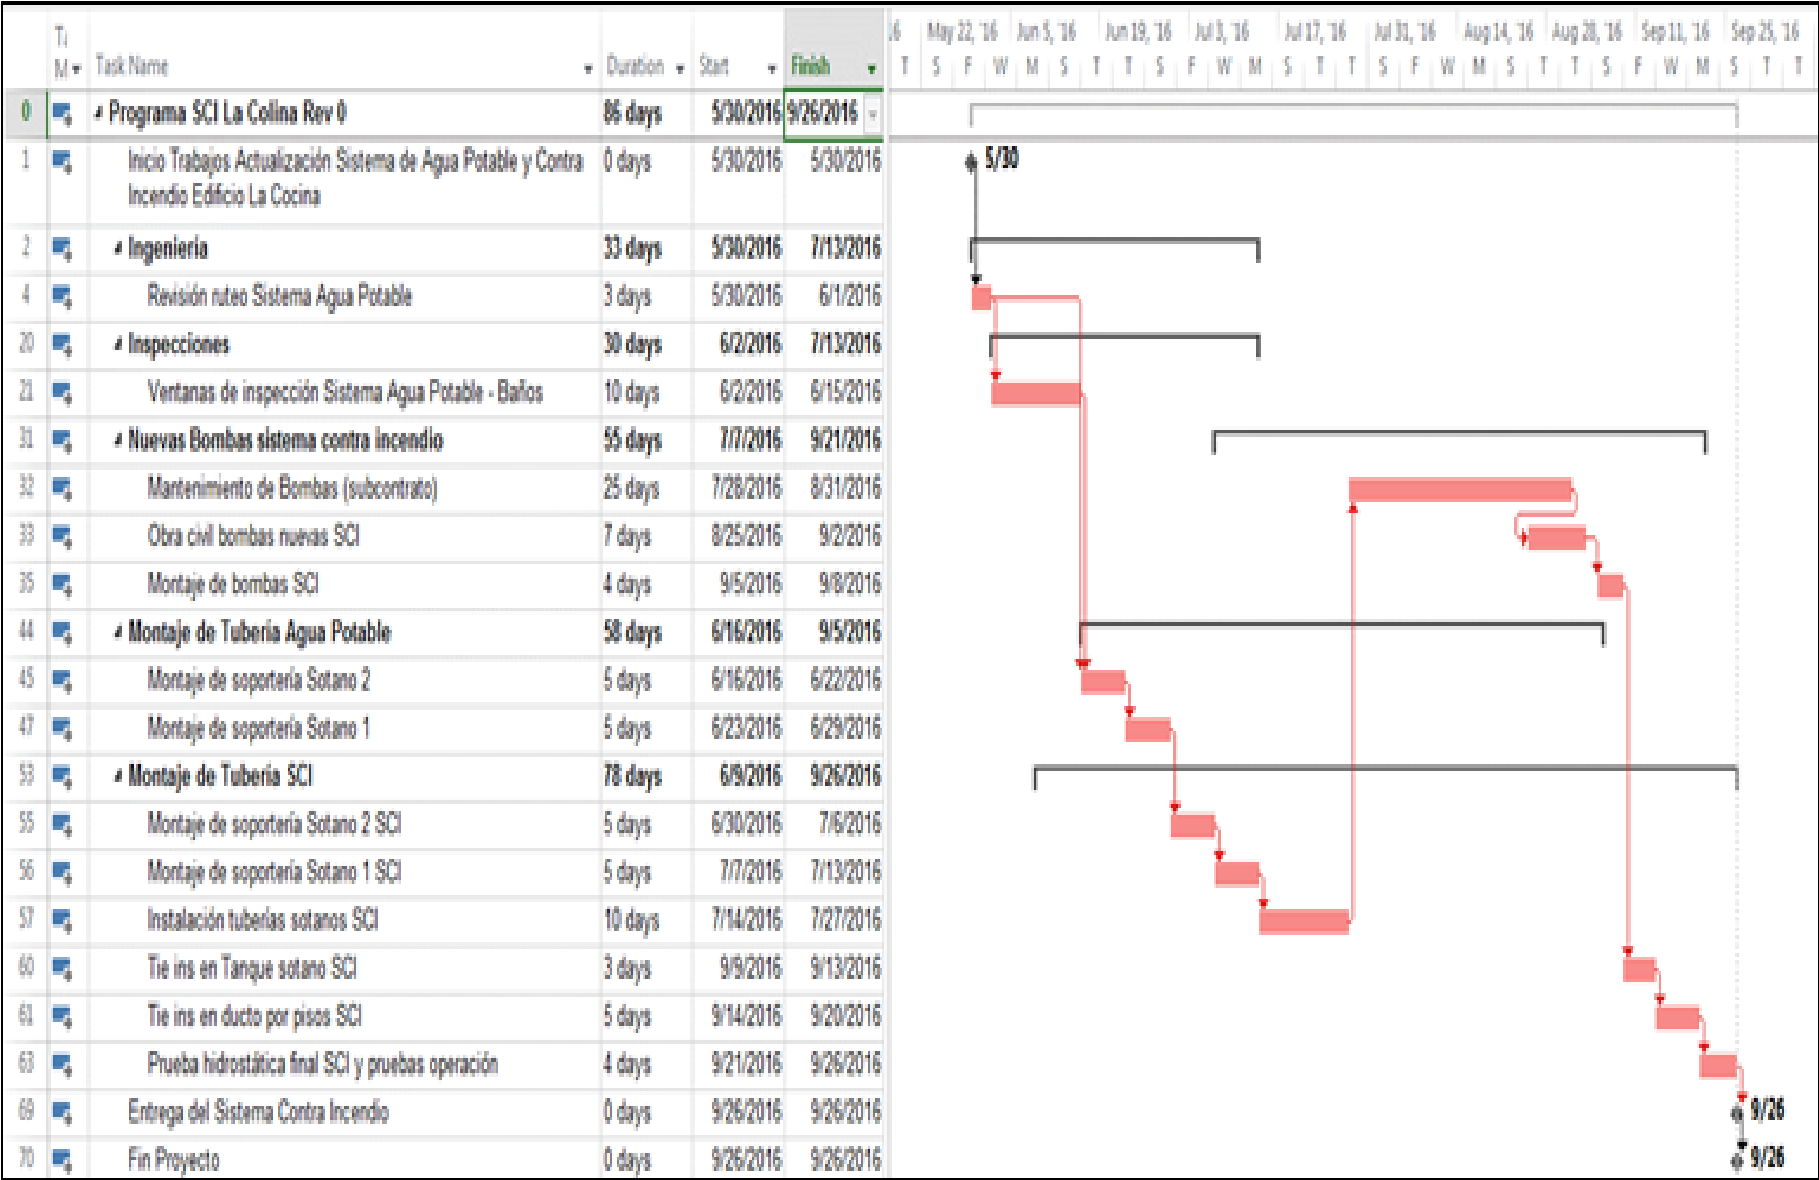 Ti
M Task Name Duration Start Finish
6 May 22, '16 Jun 5, '16 Jun 19, '16 Jul 3, '16 Jul 17, '16 Jul 31, '16 Aug 14, '16 Aug 28, '16 Sep 11, '16 Sep 25, '16
T S F W M S T T S F W M S T T S F W M S T T S F W M S T T
0 Programa SCI La Colina Rev 0 86 days 5/30/2016 9/26/2016
1 Inicio Trabajos Actualización Sistema de Agua Potable y Contra 0 days 5/30/2016 5/30/2016 5/30
Incendio Edificio La Cocina
2 Ingeniería 33 days 5/30/2016 7/13/2016
4 Revisión ruteo Sistema Agua Potable 3 days 5/30/2016 6/1/2016
20 Inspecciones 30 days 6/2/2016 7/13/2016
21 Ventanas de inspección Sistema Agua Potable - Baños 10 days 6/2/2016 6/15/2016
31 Nuevas Bombas sistema contra incendio 55 days 7/7/2016 9/21/2016
32 Mantenimiento de Bombas (subcontrato) 25 days 7/28/2016 8/31/2016
33 Obra civil bombas nuevas SCI 7 days 8/25/2016 9/2/2016
35 Montaje de bombas SCI 4 days 9/5/2016 9/8/2016
44 Montaje de Tubería Agua Potable 58 days 6/16/2016 9/5/2016
45 Montaje de soportería Sotano 2 5 days 6/16/2016 6/22/2016
47 Montaje de soportería Sotano 1 5 days 6/23/2016 6/29/2016
53 Montaje de Tubería SCI 78 days 6/9/2016 9/26/2016
55 Montaje de soportería Sotano 2 SCI 5 days 6/30/2016 7/6/2016
56 Montaje de soportería Sotano 1 SCI 5 days 7/7/2016 7/13/2016
57 Instalación tuberías sotanos SCI 10 days 7/14/2016 7/27/2016
60 Tie ins en Tanque sotano SCI 3 days 9/9/2016 9/13/2016
61 Tie ins en ducto por pisos SCI 5 days 9/14/2016 9/20/2016
63 Prueba hidrostática final SCI y pruebas operación 4 days 9/21/2016 9/26/2016
69 Entrega del Sistema Contra Incendio 0 days 9/26/2016 9/26/2016 9/26
70 Fin Proyecto 0 days 9/26/2016 9/26/2016 9/26